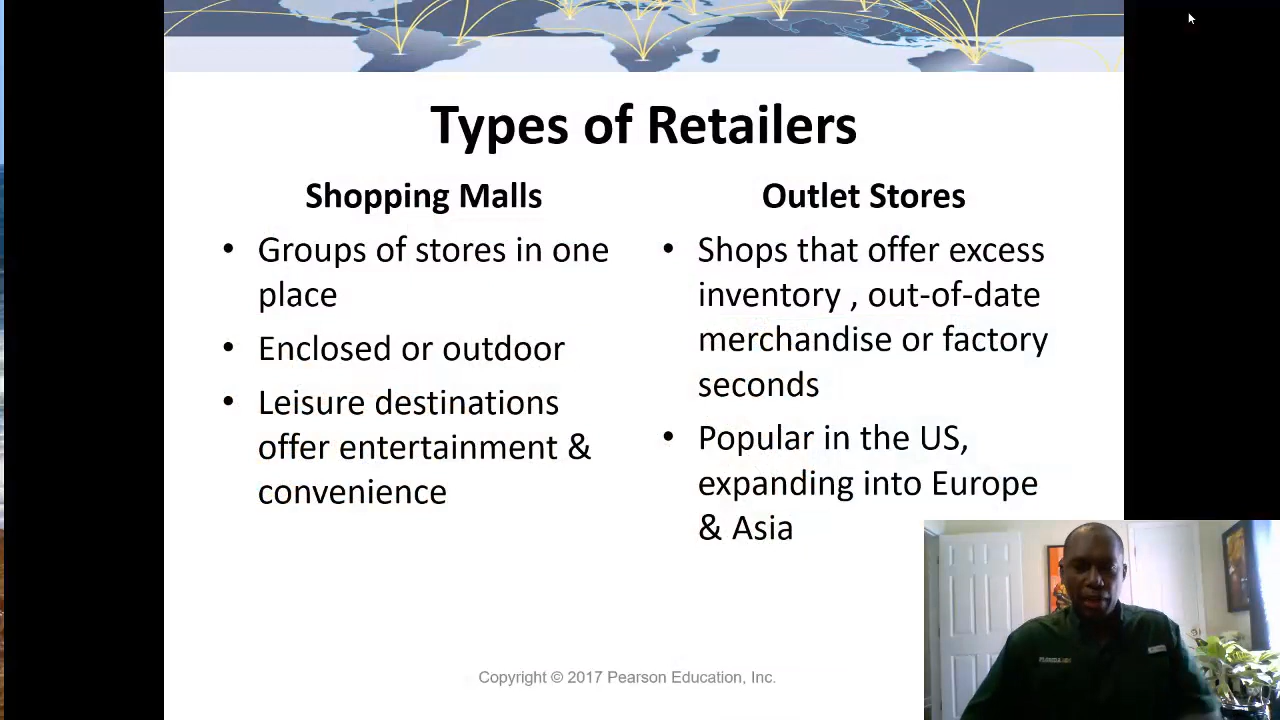 Types of Retailers
Shopping Malls
• Groups of stores in one
place
• Enclosed or outdoor
• Leisure destinations
offer entertainment &
convenience
Outlet Stores
• Shops that offer excess
inventory , out-of-date
merchandise or factory
seconds
• Popular in the US,
expanding into Europe
& Asia
Copyright © 2017 Pearson Education, Inc.